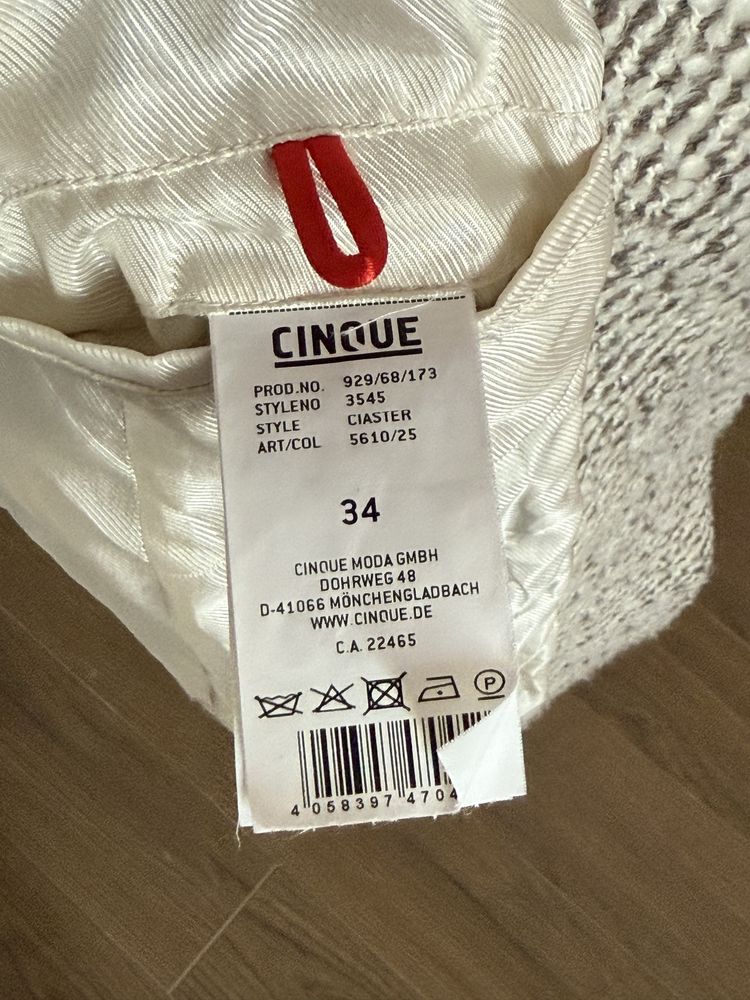 CINQUE
PROD.NO. 929/68/173
STYLENO 3545
STYLE CIASTER
ART/COL 5610/25
34
CINQUE MODA GMBH
DOHRWEG 48
D-41066 MÖNCHENGLADBACH
WWW.CINQUE.DE
C.A. 22465
P
4 058397 470